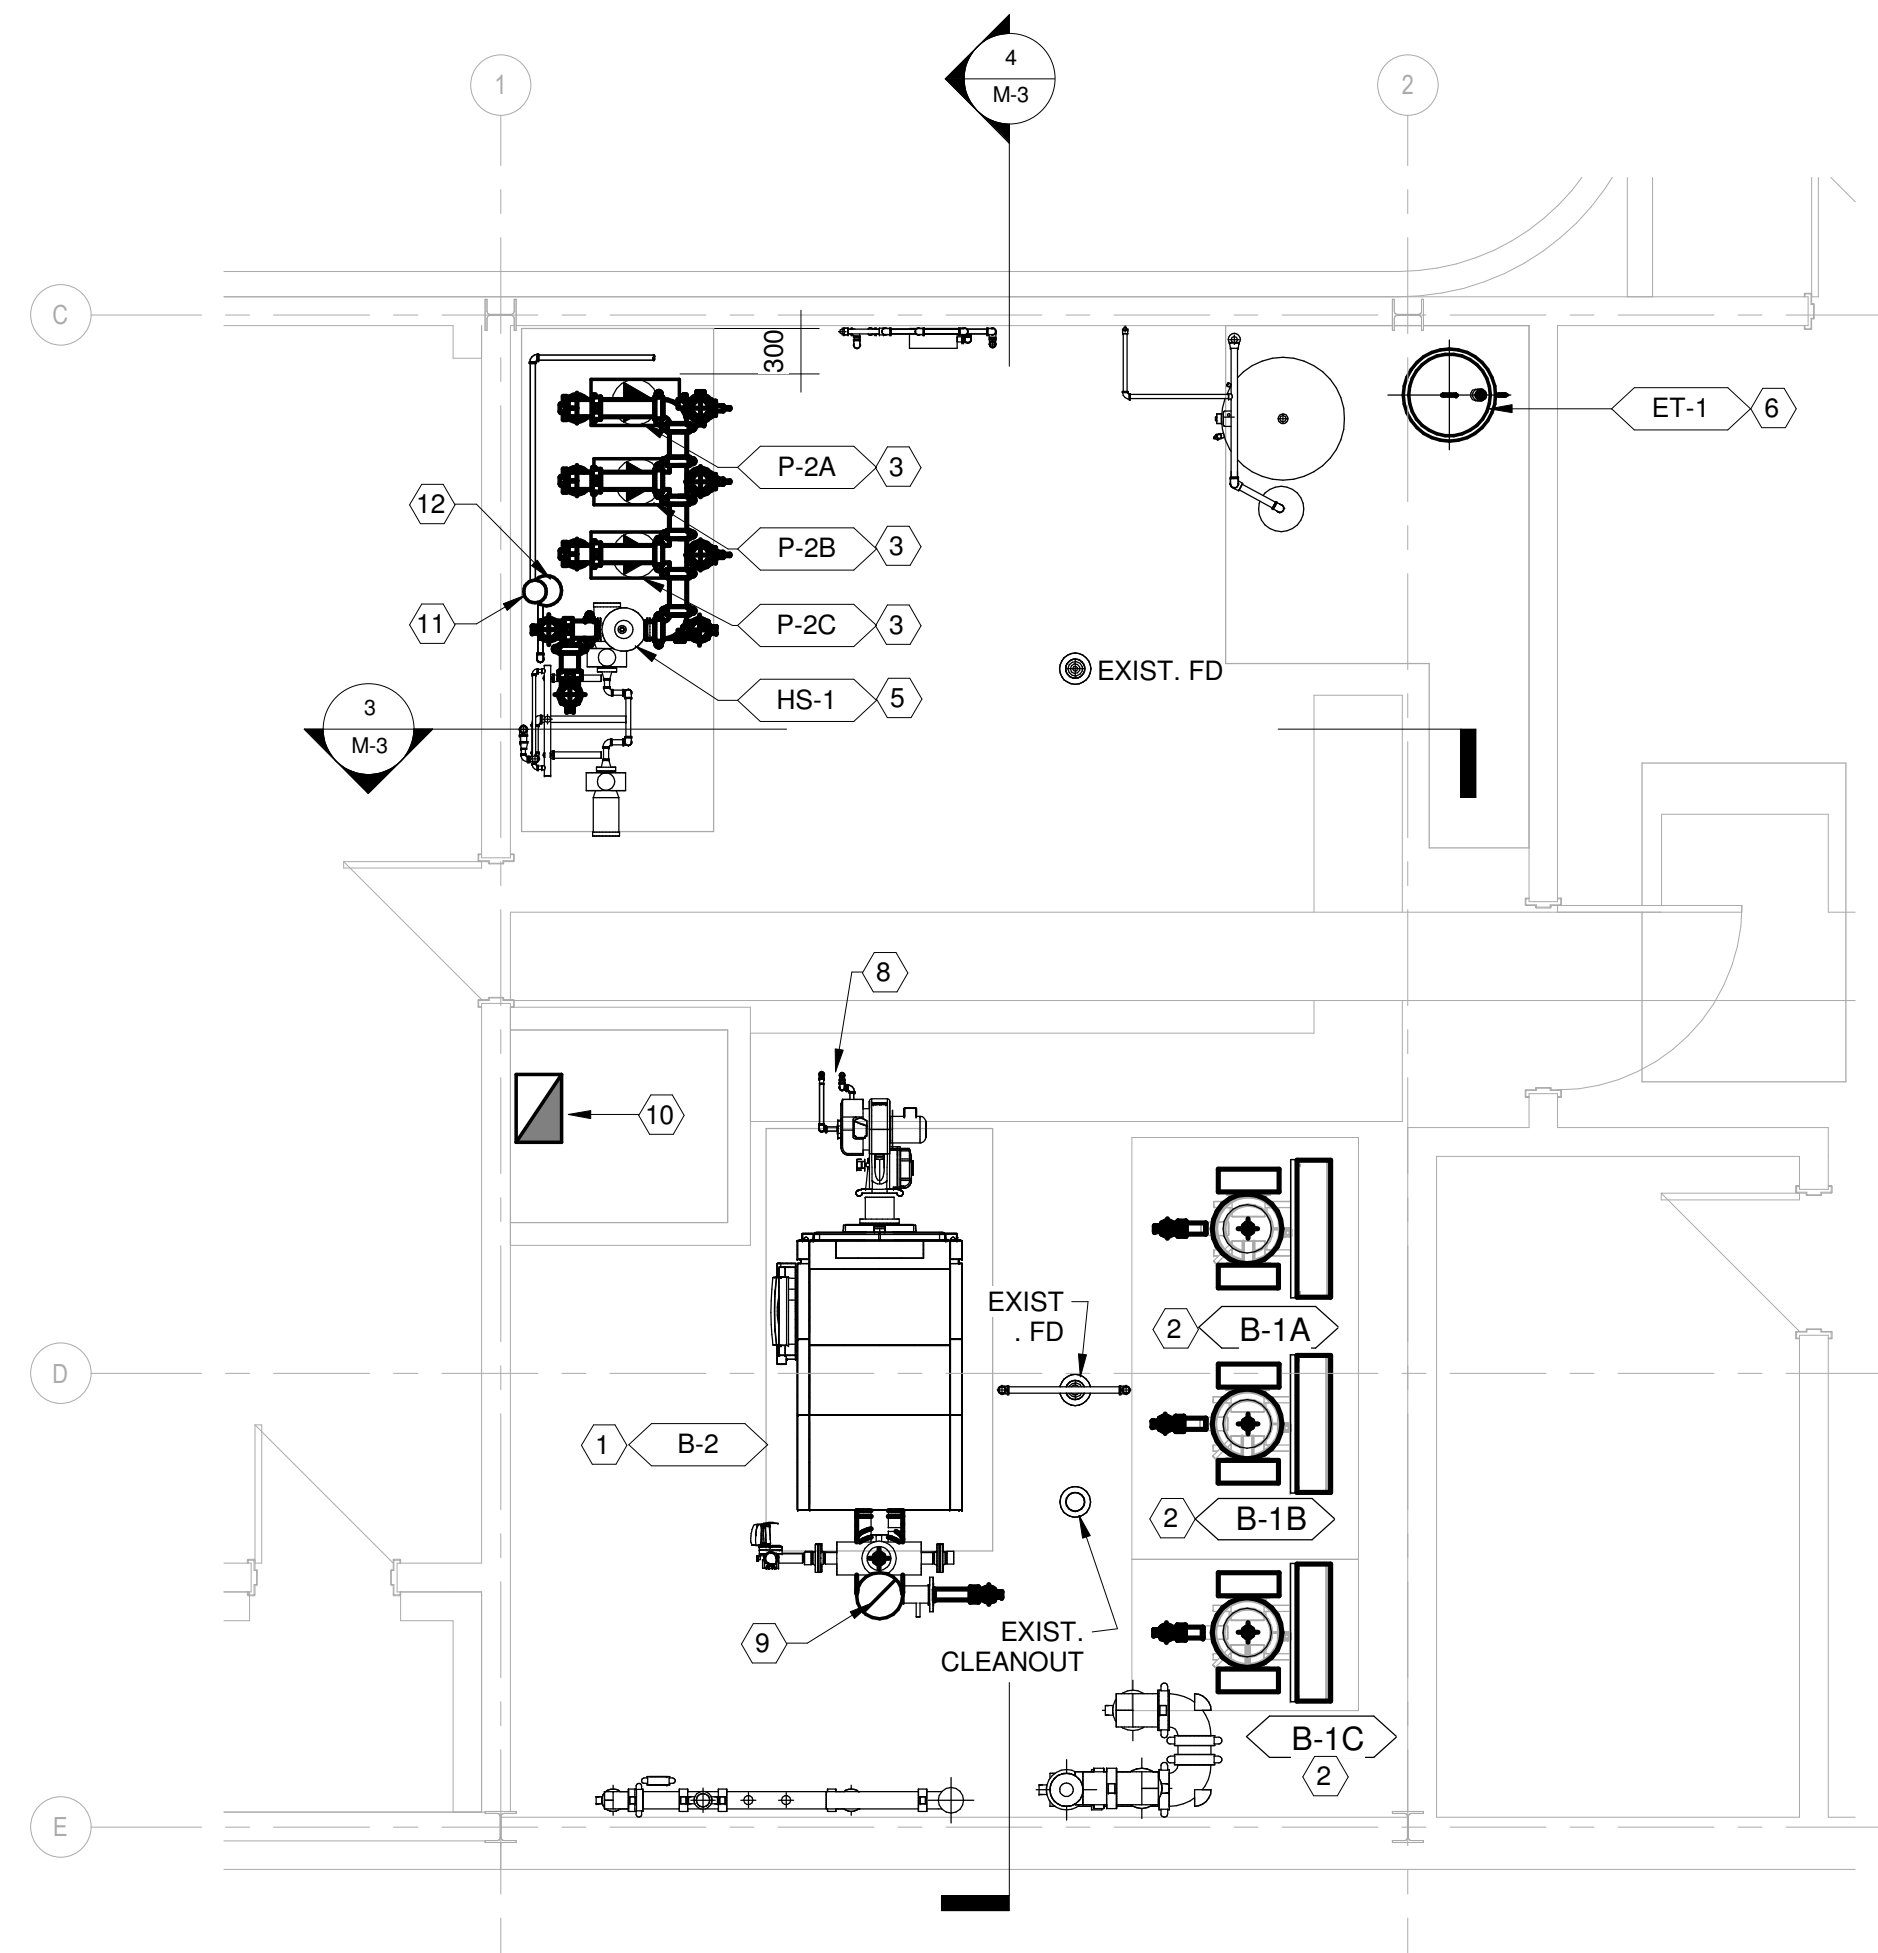 4
M-3
1
2
C
300
ET-1
6
P-2A
3
12
P-2B
3
11
P-2C
3
EXIST. FD
HS-1
5
3
M-3
8
10
EXIST
. FD
2
B-1A
D
1
B-2
2
B-1B
9
EXIST.
CLEANOUT
B-1C
2
E